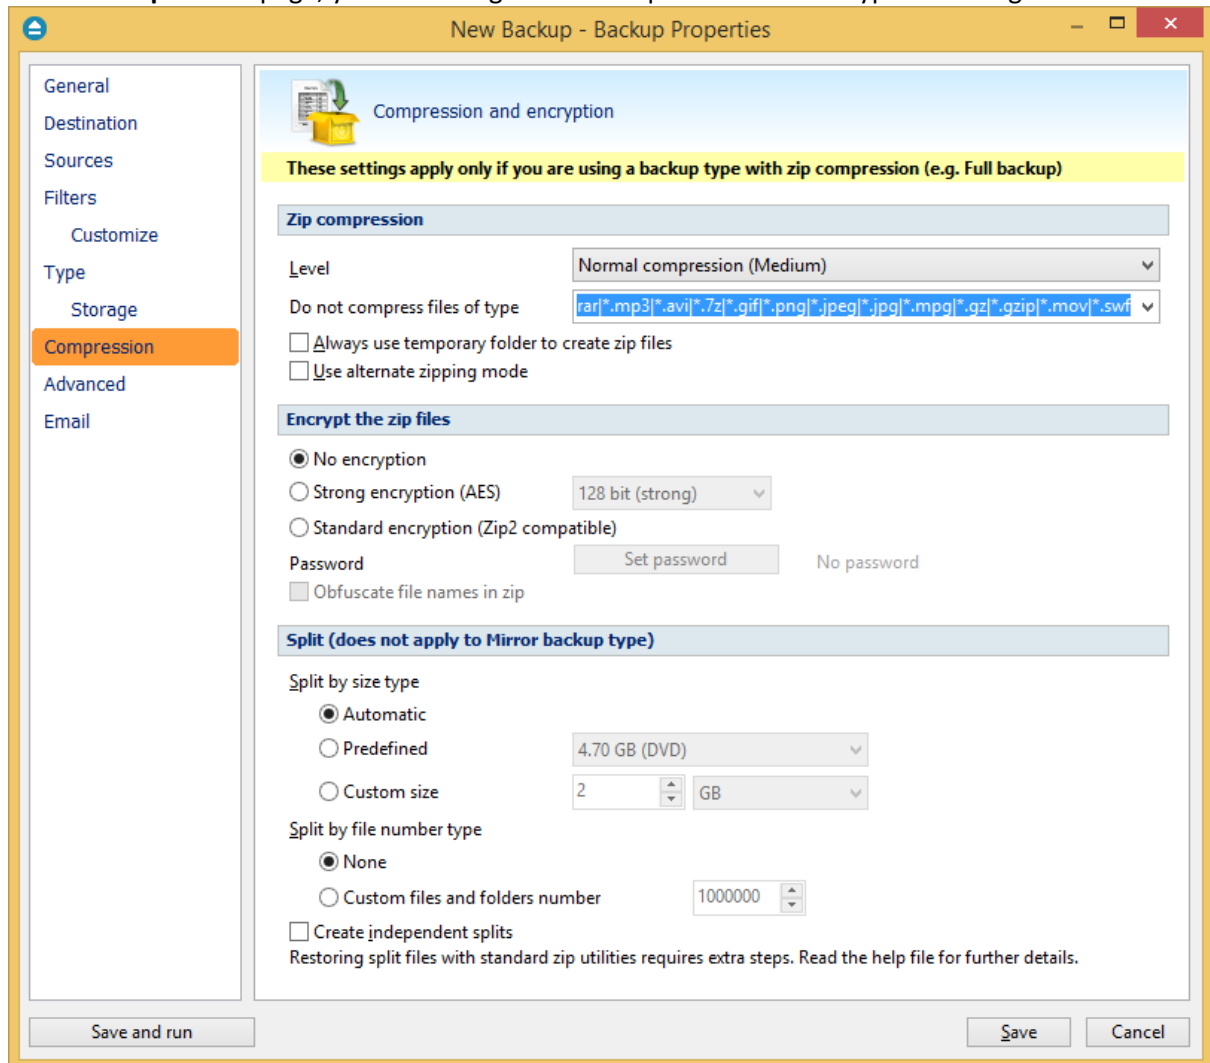 New Backup - Backup Properties
General
Destination
Sources
Filters
Customize
Type
Storage
Compression
Advanced
Email
Compression and encryption
These settings apply only if you are using a backup type with zip compression (e.g. Full backup)
Zip compression
Level Normal compression (Medium)
Do not compress files of type rar|*.mp3|*.avi|*.7z|*.gif|*.png|*.jpeg|*.jpg|*.mpg|*.gz|*.gzip|*.mov|*.swf
Always use temporary folder to create zip files
Use alternate zipping mode
Encrypt the zip files
No encryption
Strong encryption (AES) 128 bit (strong)
Standard encryption (Zip2 compatible)
Password Set password No password
Obfuscate file names in zip
Split (does not apply to Mirror backup type)
Split by size type
Automatic
Predefined 4.70 GB (DVD)
Custom size 2 GB
Split by file number type
None
Custom files and folders number 1000000
Create independent splits
Restoring split files with standard zip utilities requires extra steps. Read the help file for further details.
Save and run Save Cancel